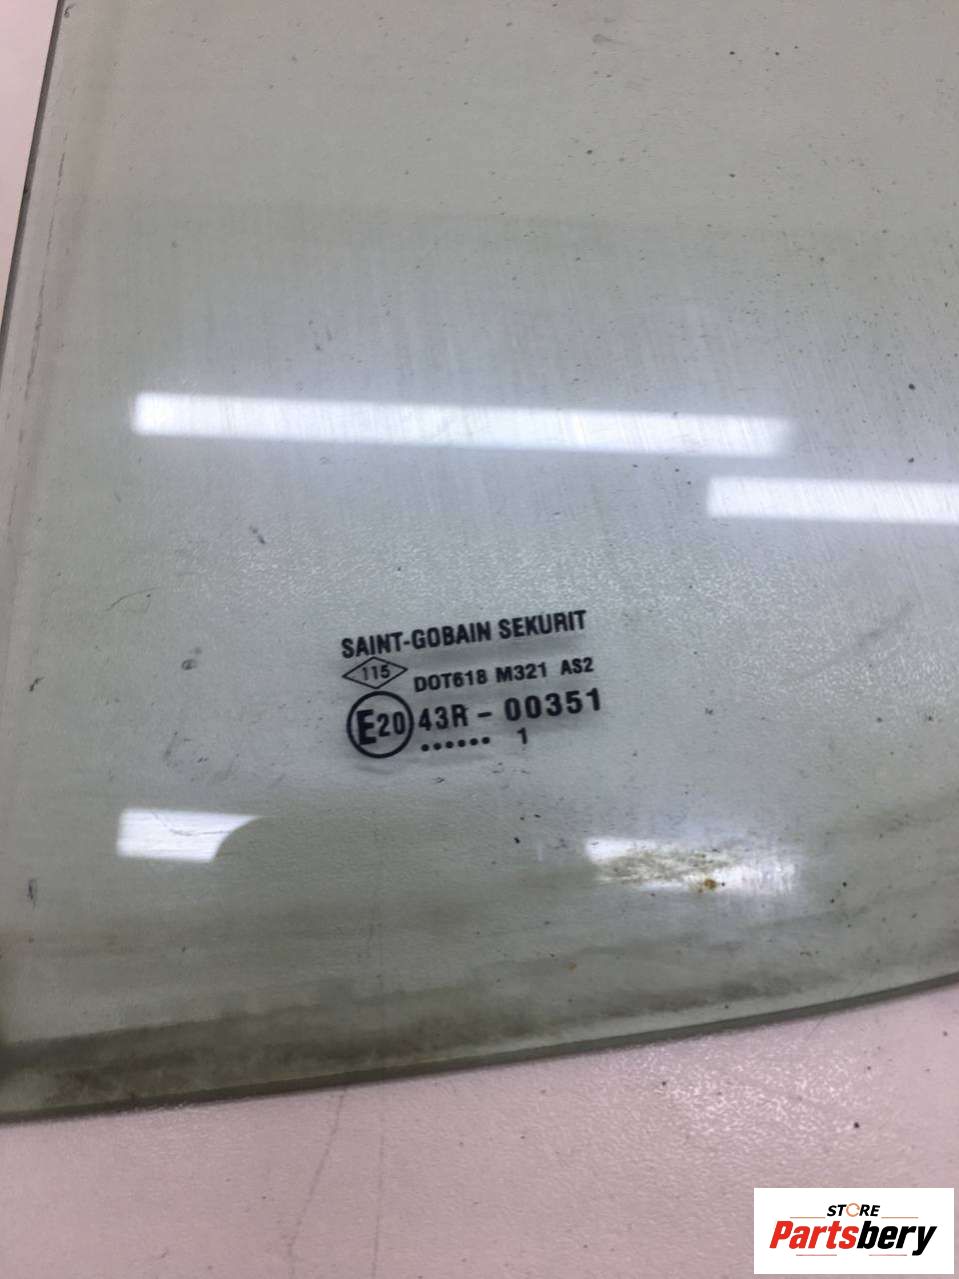 SAINT-GOBAIN SEKURIT
115
DOT618 M321 AS2
E20 43R - 00351
...... 1
STORE
Partsbery